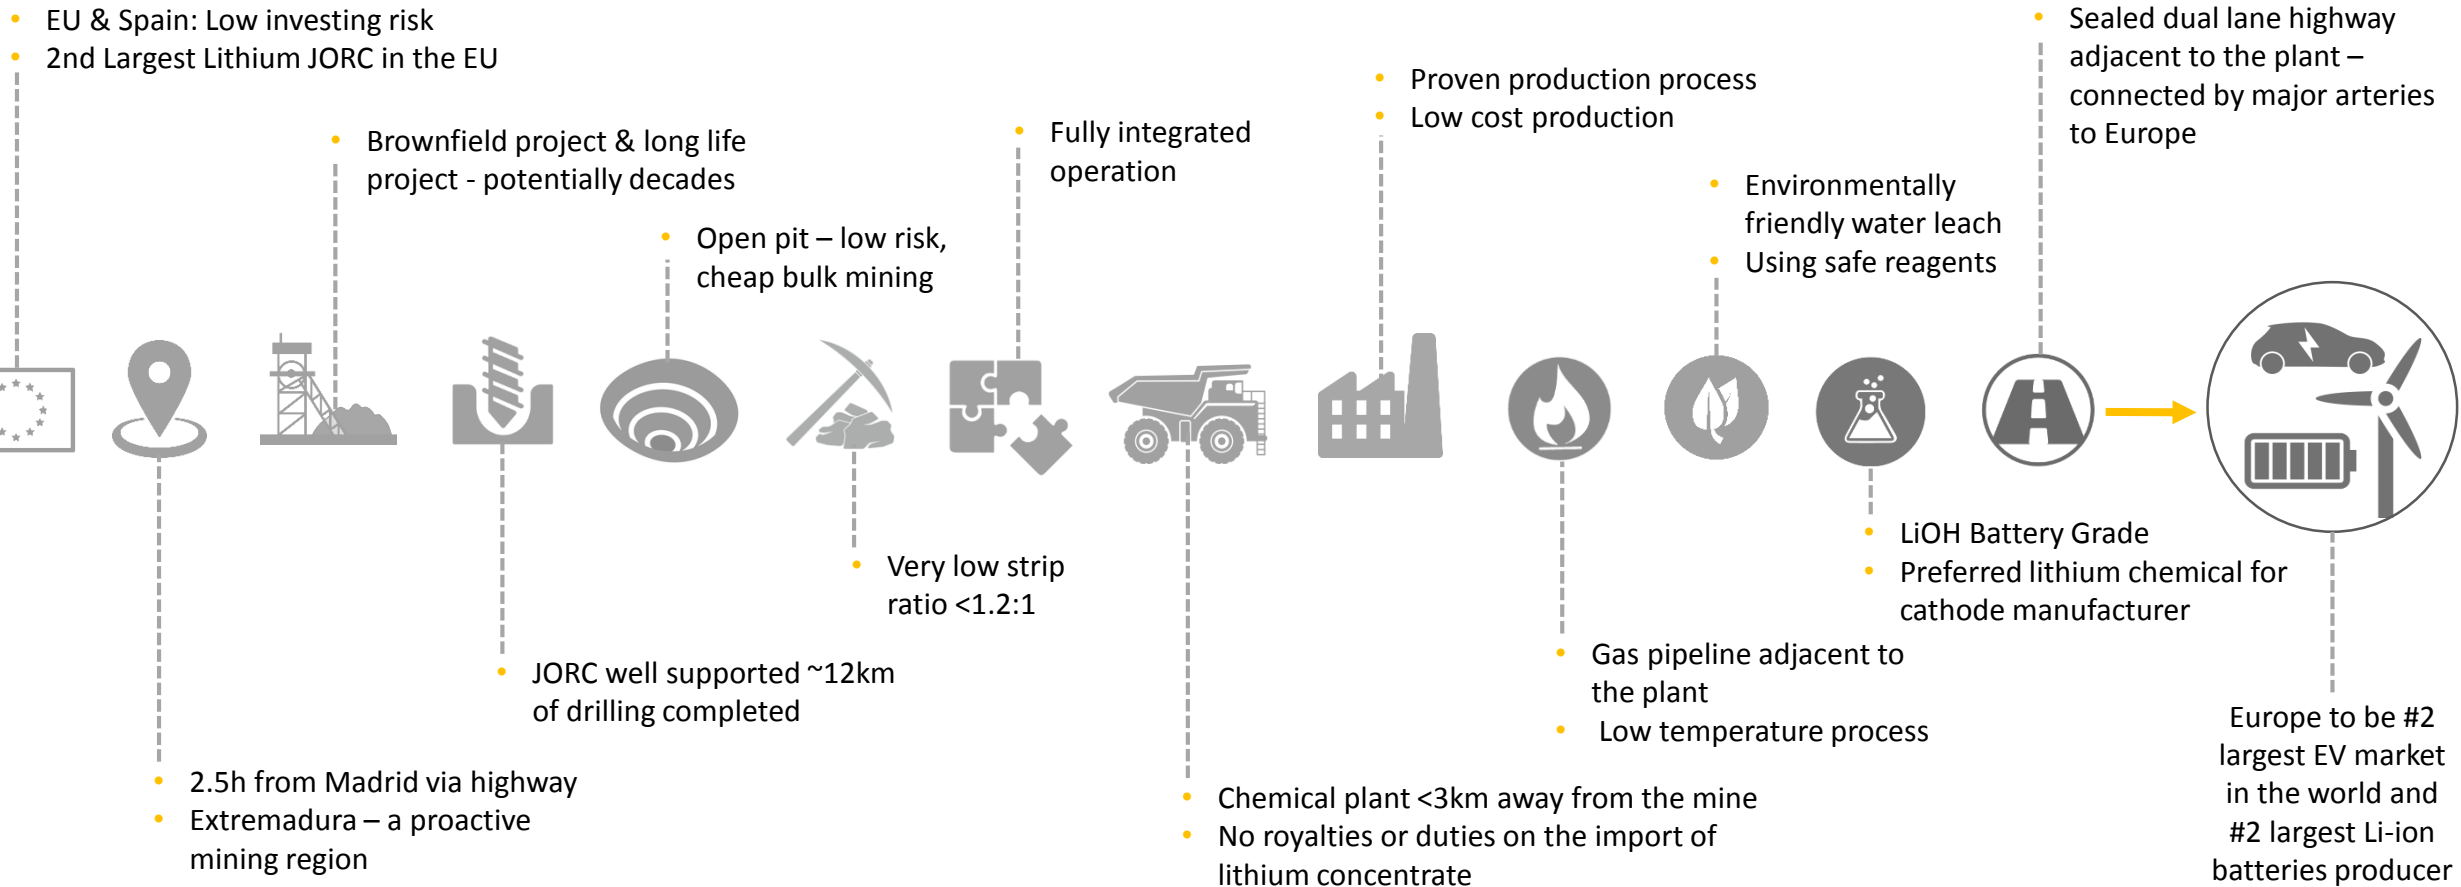 • EU & Spain: Low investing risk
• 2nd Largest Lithium JORC in the EU
• 2.5h from Madrid via highway
• Extremadura – a proactive
mining region
• Brownfield project & long life
project - potentially decades
• JORC well supported ~12km
of drilling completed
• Open pit – low risk,
cheap bulk mining
• Very low strip
ratio <1.2:1
• Fully integrated
operation
• Chemical plant <3km away from the mine
• No royalties or duties on the import of
lithium concentrate
• Proven production process
• Low cost production
• Gas pipeline adjacent to
the plant
• Low temperature process
• Environmentally
friendly water leach
• Using safe reagents
• LiOH Battery Grade
• Preferred lithium chemical for
cathode manufacturer
• Sealed dual lane highway
adjacent to the plant –
connected by major arteries
to Europe
Europe to be #2
largest EV market
in the world and
#2 largest Li-ion
batteries producer